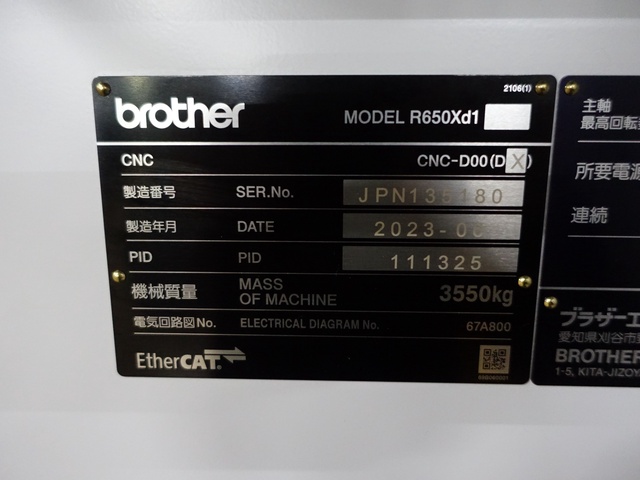 2106(1)
brother
MODEL R650Xd1
CNC CNC-D00(DX)
製造番号 SER.No.
製造年月 DATE
PID PID 111325
機械質量 MASS OF MACHINE 3550kg
電気回路図No. ELECTRICAL DIAGRAM No. 67A800
EtherCAT
主軸
最高回転
所要電源
連続
ブラザーエ
愛知県刈谷市
BROTHER
1-5, KITA-JIZOYA